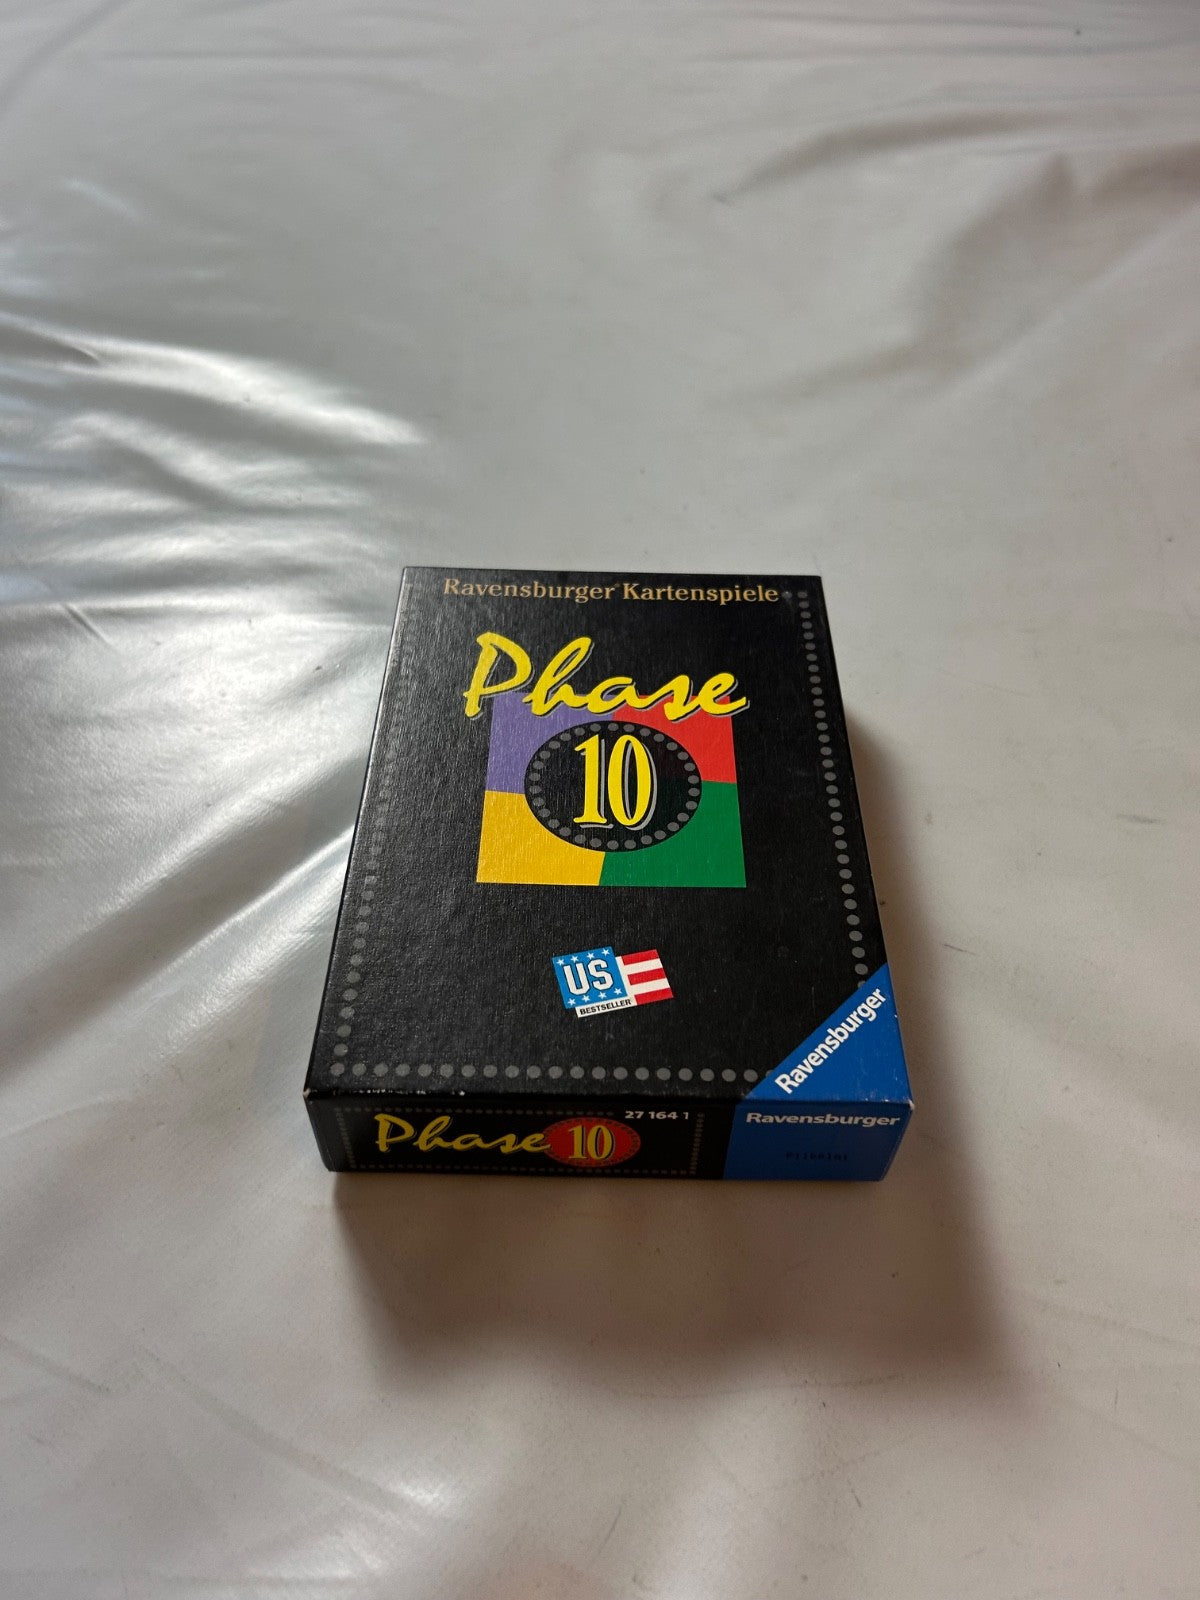 Ravensburger® Kartenspiele
Phase
10
US
BESTSELLER
Ravensburger
Phase 10
27 164 1
Ravensburger